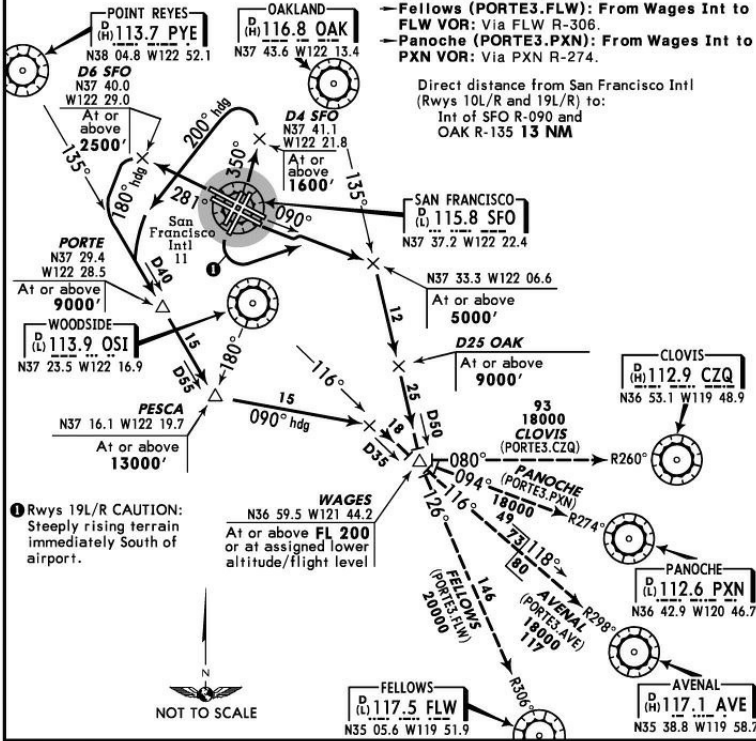 POINT REYES
D
(H) 113.7 PYE
N38 04.8 W122 52.1
OAKLAND
D
(H) 116.8 OAK
N37 43.6 W122 13.4
Fellows (PORTE3.FLW): From Wages Int to
FLW VOR: Via FLW R-306.
Panoche (PORTE3.PXN): From Wages Int to
PXN VOR: Via PXN R-274.
Direct distance from San Francisco Intl
(Rwys 10L/R and 19L/R) to:
Int of SFO R-090 and
OAK R-135 13 NM
D6 SFO
N37 40.0
W122 29.0
At or
above
2500'
D4 SFO
N37 41.1
W122 21.8
At or
above
1600'
135°
180° hdg
200° hdg
281°
350°
090°
135°
San
Francisco
Intl
11
1
SAN FRANCISCO
D
(L) 115.8 SFO
N37 37.2 W122 22.4
N37 33.3 W122 06.6
At or above
5000'
PORTE
N37 29.4
W122 28.5
At or above
9000'
D40
15
D55
12
D25 OAK
At or above
9000'
25
D50
WOODSIDE
D
(L) 113.9 OSI
N37 23.5 W122 16.9
180°
PESCA
N37 16.1 W122 19.7
At or above
13000'
15
090° hdg
116°
18
D35
CLOVIS
D
(H) 112.9 CZQ
N36 53.1 W119 48.9
93
18000
CLOVIS
(PORTE3.CZQ)
080°
R260°
WAGES
N36 59.5 W121 44.2
At or above FL 200
or at assigned lower
altitude/flight level
094°
PANOCHE
(PORTE3.PXN)
18000
49
R274°
PANOCHE
D
(L) 112.6 PXN
N36 42.9 W120 46.7
116°
73
80
118°
AVENAL
(PORTE3.AVE)
18000
117
R298°
AVENAL
D
(H) 117.1 AVE
N35 38.8 W119 58.7
126°
146
FELLOWS
(PORTE3.FLW)
20000
R306°
FELLOWS
D
(L) 117.5 FLW
N35 05.6 W119 51.9
1 Rwys 19L/R CAUTION:
Steeply rising terrain
immediately South of
airport.
N
NOT TO SCALE